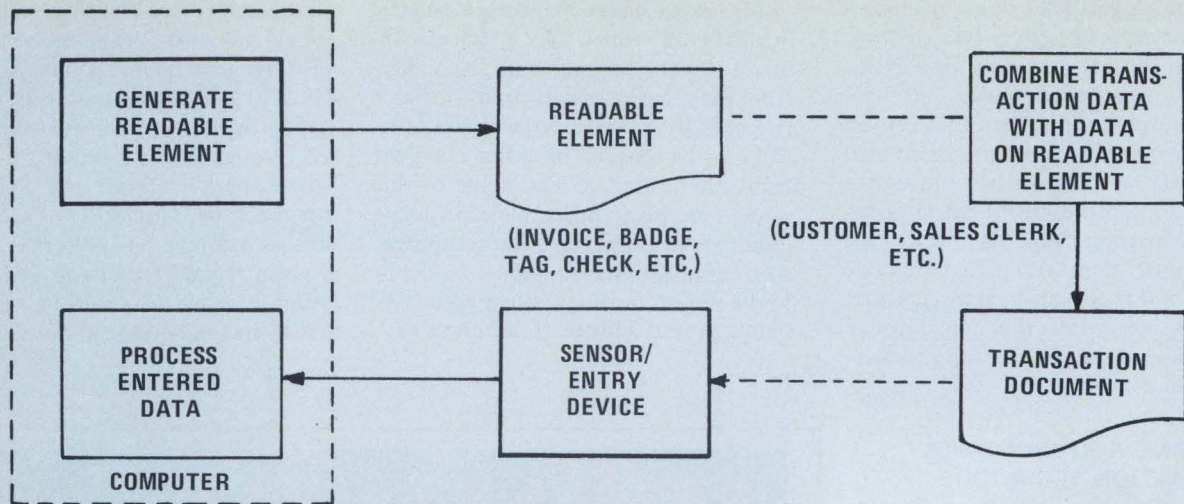 GENERATE
READABLE
ELEMENT
READABLE
ELEMENT
(INVOICE, BADGE,
TAG, CHECK, ETC,)
COMBINE TRANS-
ACTION DATA
WITH DATA
ON READABLE
ELEMENT
(CUSTOMER, SALES CLERK,
ETC.)
TRANSACTION
DOCUMENT
SENSOR/
ENTRY
DEVICE
PROCESS
ENTERED
DATA
COMPUTER